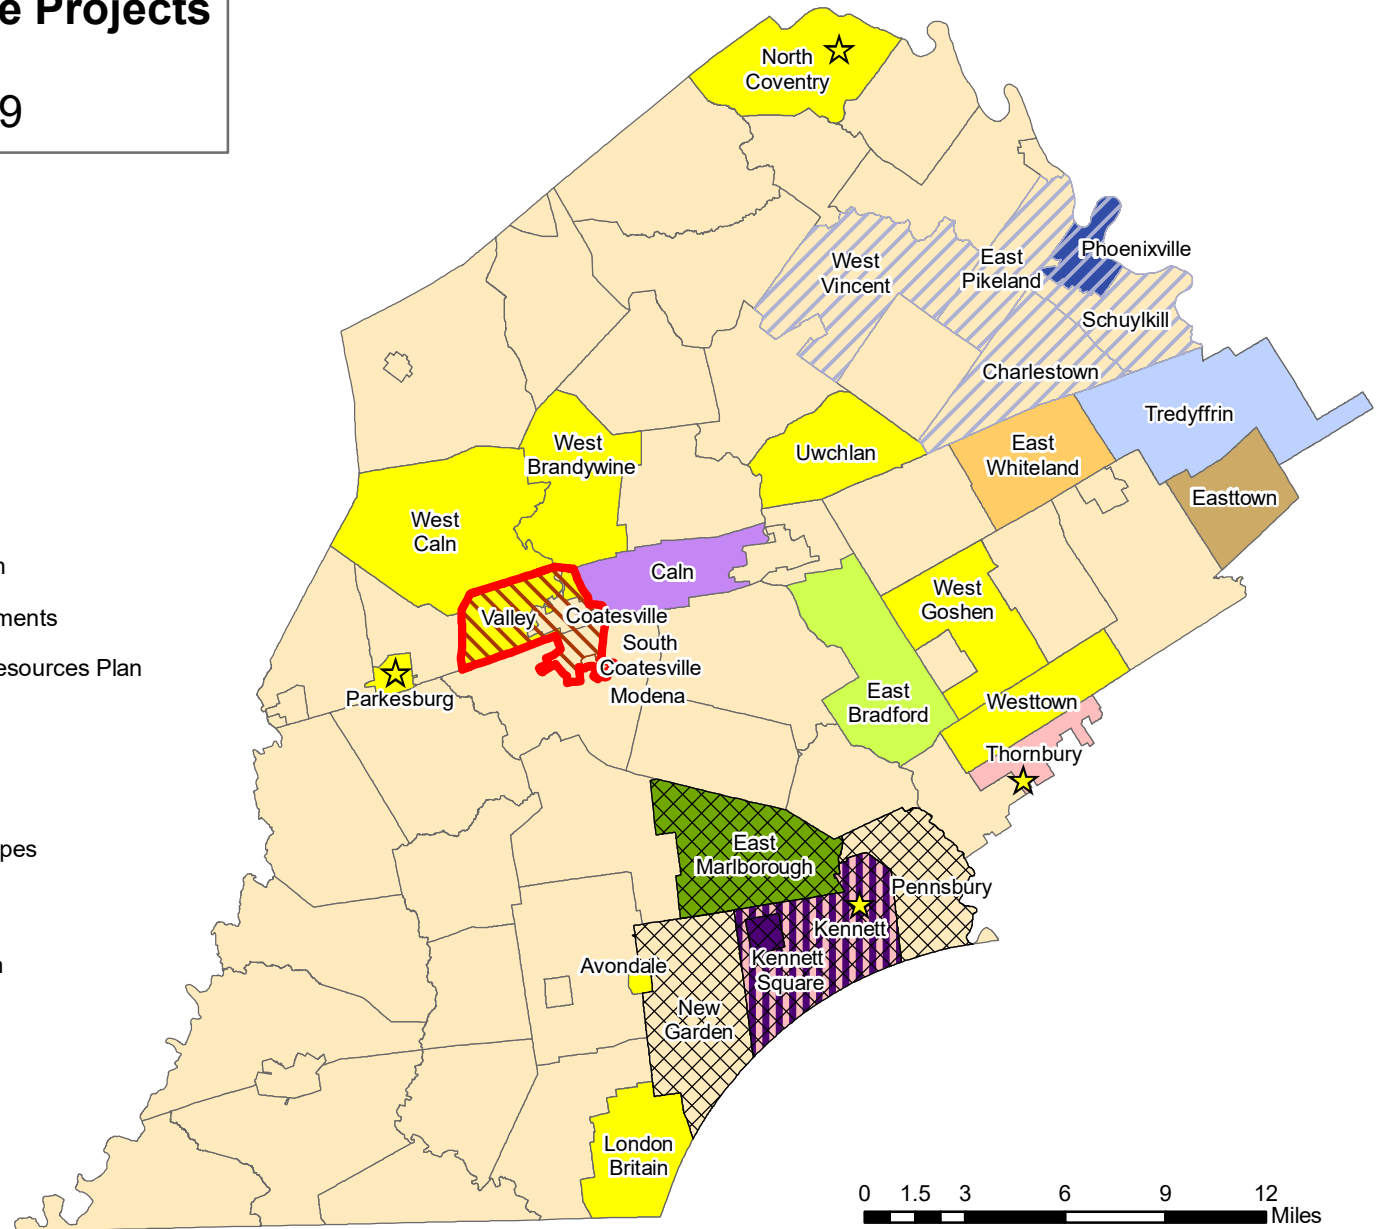 e Projects
9
n
ments
esources Plan
pes
n
North
Coventry
West
Vincent
East
Pikeland
Phoenixville
Schuylkill
Charlestown
Tredyffrin
East
Whiteland
Easttown
Uwchlan
West
Brandywine
West
Caln
Caln
Valley
Coatesville
South
Coatesville
Modena
Parkesburg
West
Goshen
East
Bradford
Westtown
Thornbury
East
Marlborough
Pennsbury
Kennett
Kennett
Square
Avondale
New
Garden
London
Britain
0 1.5 3 6 9 12
Miles